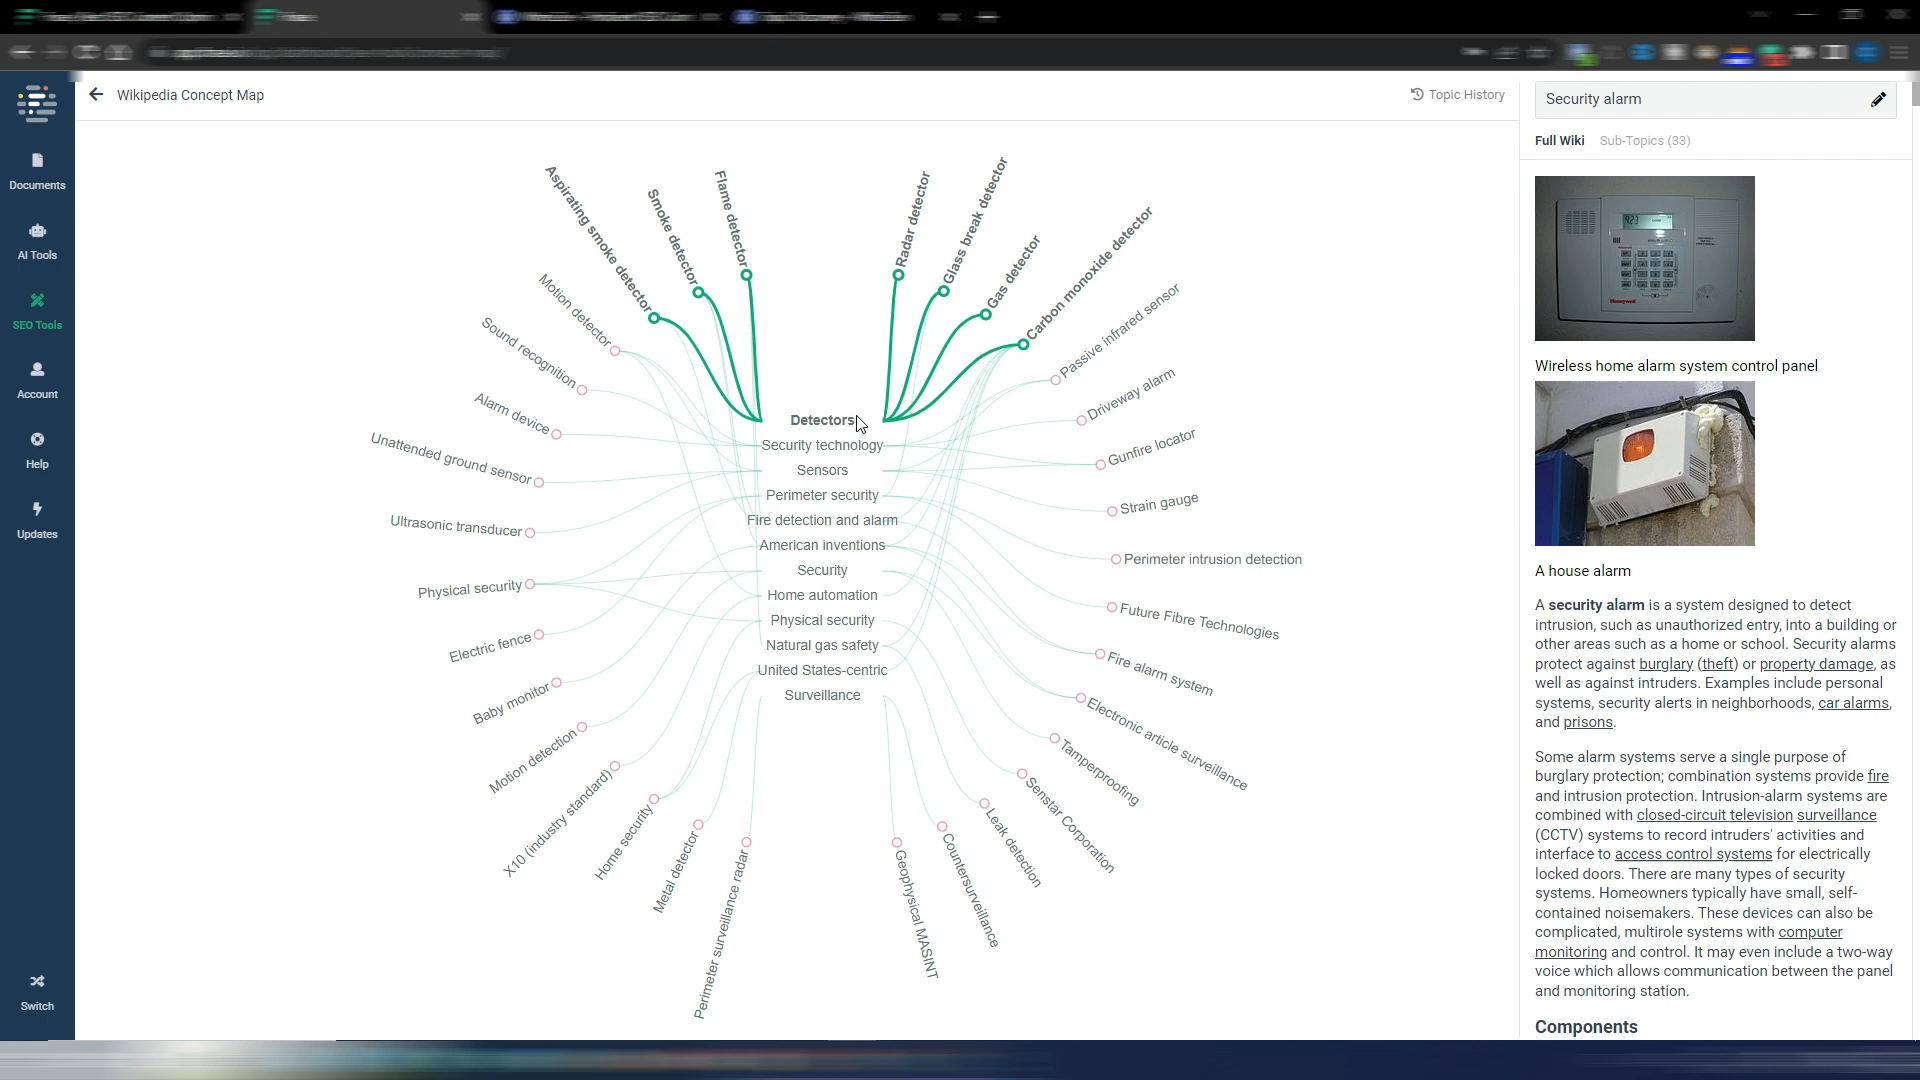 Wikipedia Concept Map
Topic History
Documents
AI Tools
SEO Tools
Account
Help
Updates
Switch
Aspirating smoke detector
Smoke detector
Flame detector
Radar detector
Glass break detector
Gas detector
Carbon monoxide detector
Motion detector
Sound recognition
Alarm device
Unattended ground sensor
Ultrasonic transducer
Physical security
Electric fence
Baby monitor
Motion detection
X10 (industry standard)
Home security
Metal detector
Perimeter surveillance radar
Detectors
Security technology
Sensors
Perimeter security
Fire detection and alarm
American inventions
Security
Home automation
Physical security
Natural gas safety
United States-centric
Surveillance
Passive infrared sensor
Driveway alarm
Gunfire locator
Strain gauge
Perimeter intrusion detection
Future Fibre Technologies
Fire alarm system
Electronic article surveillance
Tamperproofing
Senstar Corporation
Leak detection
Countersurveillance
Geophysical MASINT
Security alarm
Full Wiki Sub-Topics (33)
Wireless home alarm system control panel
A house alarm
A security alarm is a system designed to detect
intrusion, such as unauthorized entry, into a building or
other areas such as a home or school. Security alarms
protect against burglary (theft) or property damage, as
well as against intruders. Examples include personal
systems, security alerts in neighborhoods, car alarms,
and prisons.
Some alarm systems serve a single purpose of
burglary protection; combination systems provide fire
and intrusion protection. Intrusion-alarm systems are
combined with closed-circuit television surveillance
(CCTV) systems to record intruders' activities and
interface to access control systems for electrically
locked doors. There are many types of security
systems. Homeowners typically have small, self-
contained noisemakers. These devices can also be
complicated, multirole systems with computer
monitoring and control. It may even include a two-way
voice which allows communication between the panel
and monitoring station.
Components